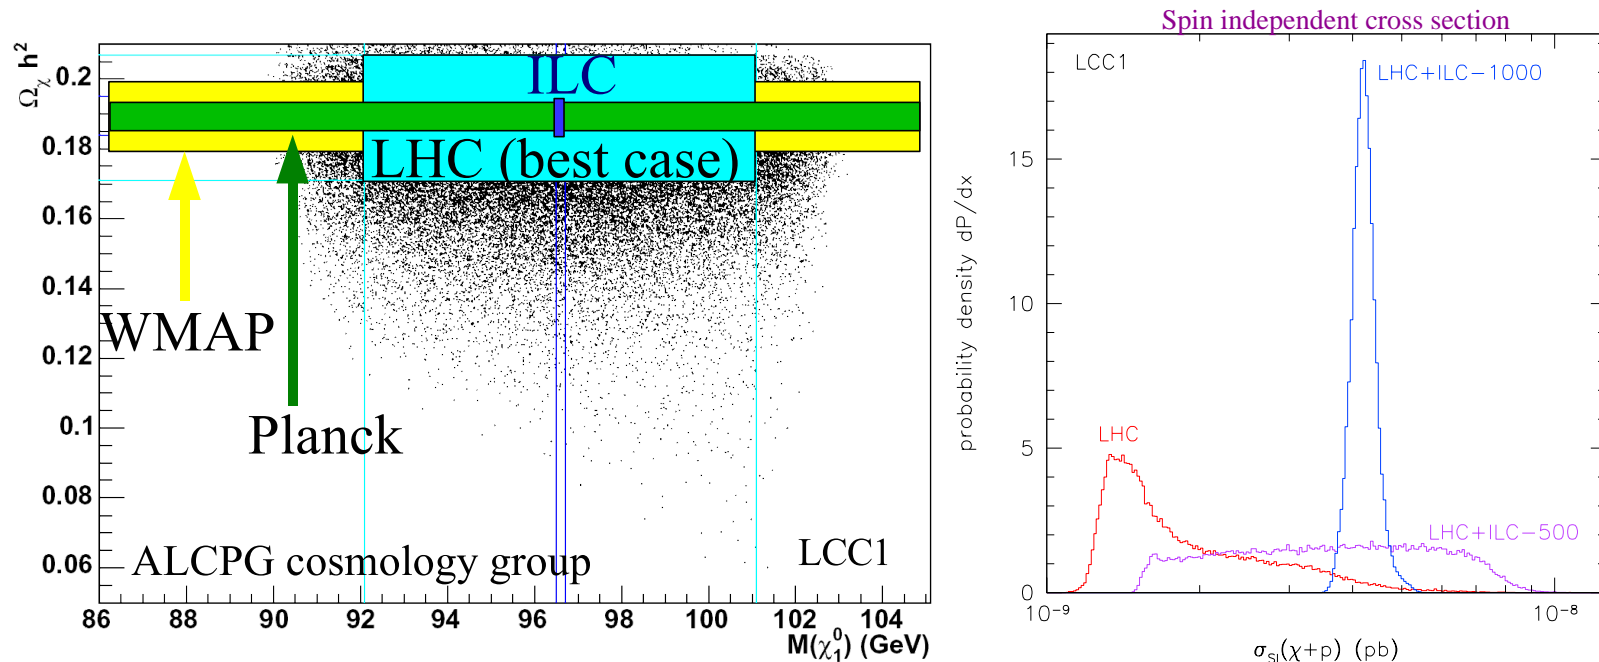 Ωχ h²
0.2
0.18
0.16
0.14
0.12
0.1
0.08
0.06
ILC
LHC (best case)
WMAP
Planck
ALCPG cosmology group
LCC1
86 88 90 92 94 96 98 100 102 104
M(χ⁰₁) (GeV)
Spin independent cross section
LCC1
LHC+ILC−1000
LHC
LHC+ILC−500
probability density dP/dx
15
10
5
0
10⁻⁹ 10⁻⁸
σSI(χ+p) (pb)